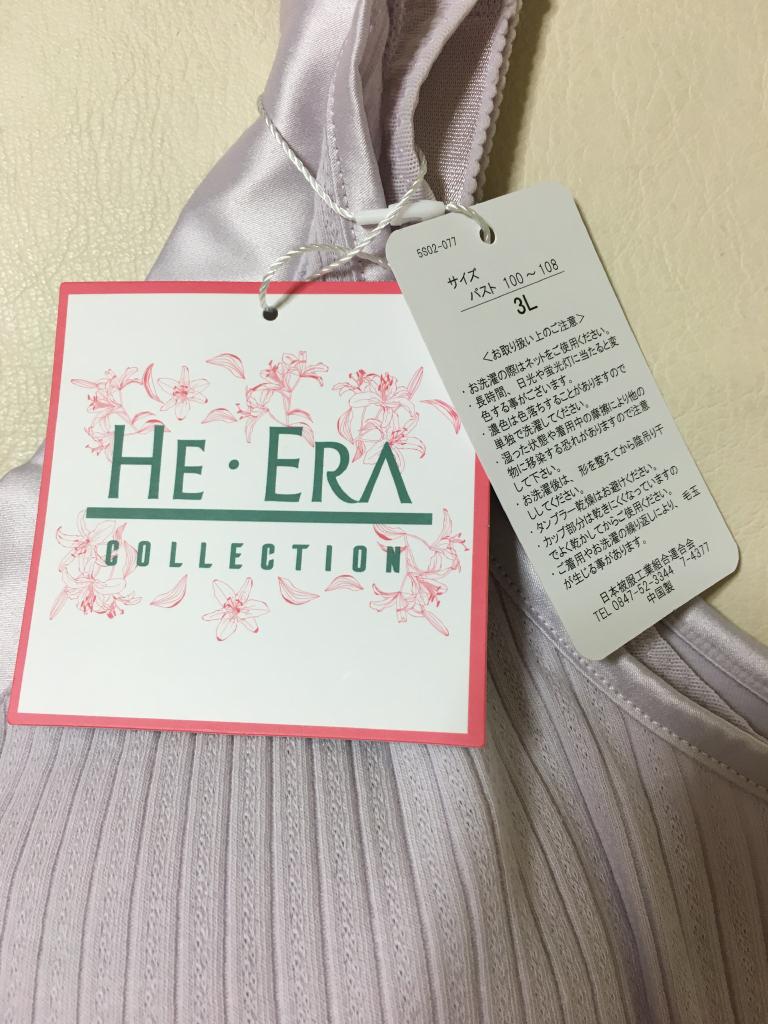 HE・ERA
COLLECTION
5S02-077
サイズ
バスト 100～108
3L
＜お取り扱い上のご注意＞
・お洗濯の際はネットをご使用ください。
・長時間、日光や蛍光灯に当たると変
色する事がございます。
・濃色は色落ちすることがありますので
単独で洗濯してください。
・湿った状態や着用中の摩擦により他の
物に移染する恐れがありますので注意
して下さい。
・お洗濯後は、形を整えてから陰吊り干
ししてください。
・タンブラー乾燥はお避けください。
・カップ部分は乾きにくくなっていますの
でよく乾かしてからご使用ください。
・ご着用やお洗濯の繰り返しにより、毛玉
が生じる事があります。
日本被服工業組合連合会
TEL 0847-52-3344 7-4377
中国製